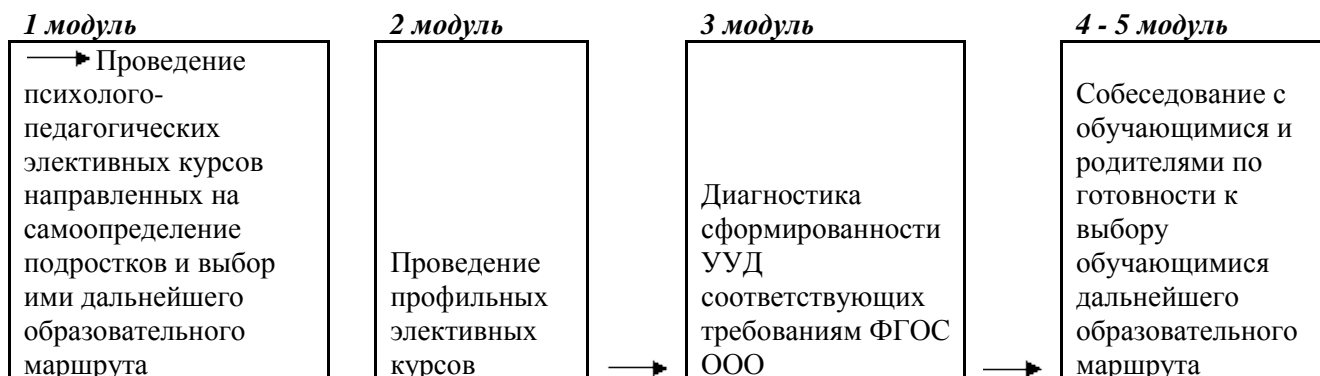 1 модуль
Проведение
психолого-
педагогических
элективных курсов
направленных на
самоопределение
подростков и выбор
ими дальнейшего
образовательного
маршрута
2 модуль
Проведение
профильных
элективных
курсов
3 модуль
Диагностика
сформированности
УУД
соответствующих
требованиям ФГОС
ООО
4 - 5 модуль
Собеседование с
обучающимися и
родителями по
готовности к
выбору
обучающимися
дальнейшего
образовательного
маршрута